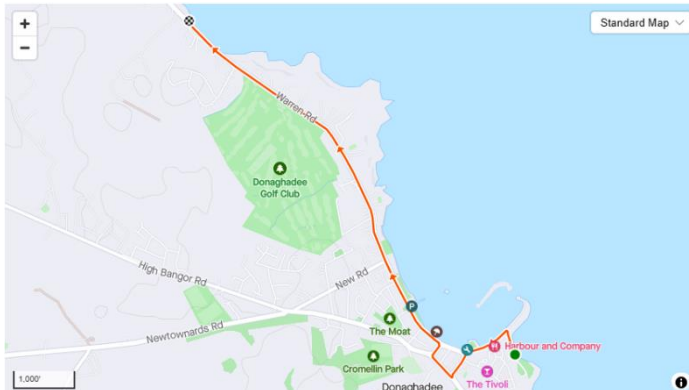 +
Standard Map
−
Warren Rd
Donaghadee
Golf Club
High Bangor Rd
New Rd
P
Newtownards Rd
The Moat
Harbour and Company
Cromellin Park
The Tivoli
1,000'
Donaghadee
i